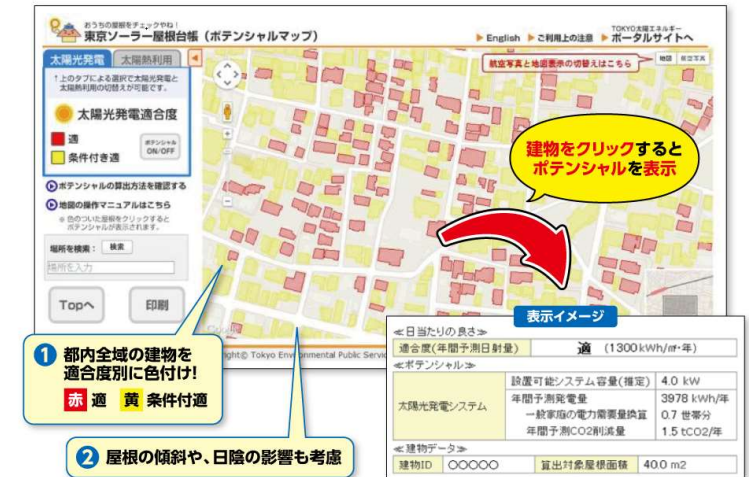 おうちの屋根をチェックやね!
東京ソーラー屋根台帳（ポテンシャルマップ）
English
ご利用上の注意
TOKYO太陽エネルギー
ポータルサイトへ
太陽光発電
太陽熱利用
↑上のタブによる選択で太陽光発電と
太陽熱利用の切替えが可能です。
太陽光発電適合度
適
条件付き適
ポテンシャル
ON/OFF
ポテンシャルの算出方法を確認する
地図の操作マニュアルはこちら
※色のついた屋根をクリックすると
ポテンシャルが表示されます。
場所を検索：
検索
場所を入力
Topへ
印刷
航空写真と地図表示の切替えはこちら
地図
航空写真
建物をクリックすると
ポテンシャルを表示
1 都内全域の建物を
適合度別に色付け!
赤 適 黄 条件付適
2 屋根の傾斜や、日陰の影響も考慮
Tokyo Environmental Public Servic
表示イメージ
≪日当たりの良さ≫
適合度(年間予測日射量) 適 (1300kWh/㎡･年)
≪ポテンシャル≫
太陽光発電システム
設置可能システム容量(推定) 4.0 kW
年間予測発電量 3978 kWh/年
一般家庭の電力需要量換算 0.7 世帯分
年間予測CO2削減量 1.5 tCO2/年
≪建物データ≫
建物ID ○○○○○ 算出対象屋根面積 40.0 m2